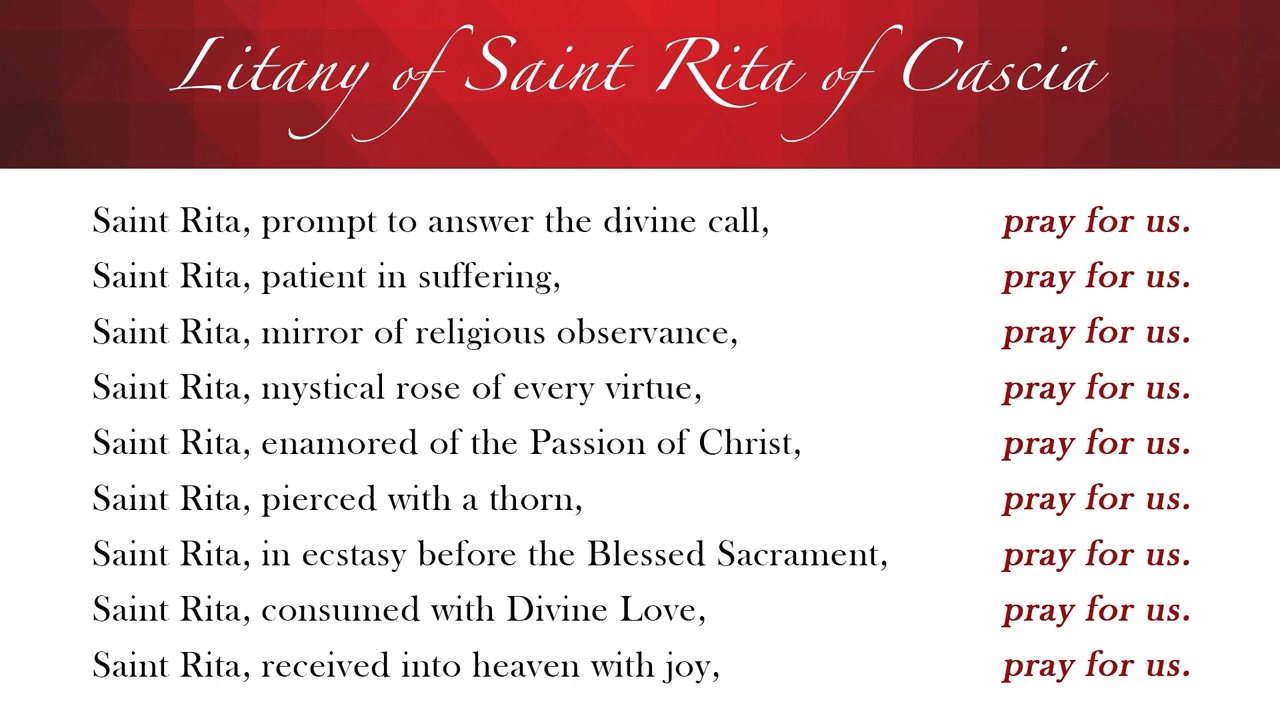 Litany of Saint Rita of Cascia
Saint Rita, prompt to answer the divine call, pray for us.
Saint Rita, patient in suffering, pray for us.
Saint Rita, mirror of religious observance, pray for us.
Saint Rita, mystical rose of every virtue, pray for us.
Saint Rita, enamored of the Passion of Christ, pray for us.
Saint Rita, pierced with a thorn, pray for us.
Saint Rita, in ecstasy before the Blessed Sacrament, pray for us.
Saint Rita, consumed with Divine Love, pray for us.
Saint Rita, received into heaven with joy, pray for us.